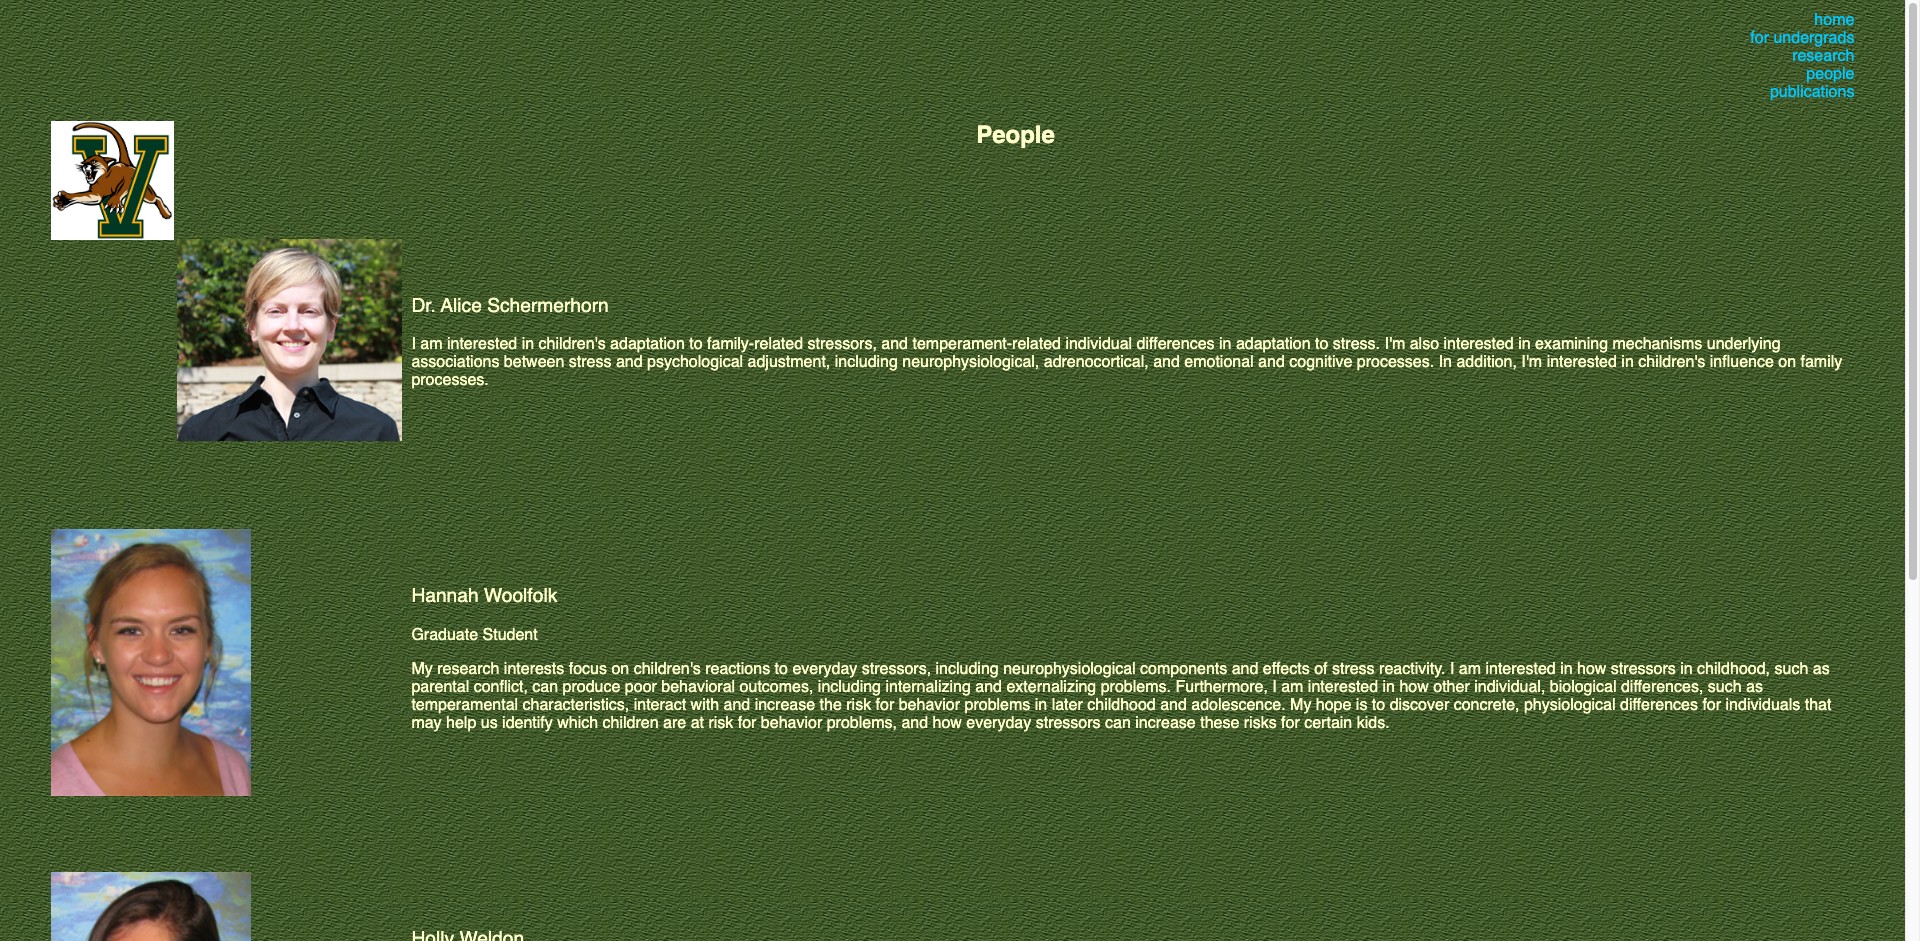 home
for undergrads
research
people
publications
People
V
Dr. Alice Schermerhorn
I am interested in children's adaptation to family-related stressors, and temperament-related individual differences in adaptation to stress. I'm also interested in examining mechanisms underlying
associations between stress and psychological adjustment, including neurophysiological, adrenocortical, and emotional and cognitive processes. In addition, I'm interested in children's influence on family
processes.
Hannah Woolfolk
Graduate Student
My research interests focus on children's reactions to everyday stressors, including neurophysiological components and effects of stress reactivity. I am interested in how stressors in childhood, such as
parental conflict, can produce poor behavioral outcomes, including internalizing and externalizing problems. Furthermore, I am interested in how other individual, biological differences, such as
temperamental characteristics, interact with and increase the risk for behavior problems in later childhood and adolescence. My hope is to discover concrete, physiological differences for individuals that
may help us identify which children are at risk for behavior problems, and how everyday stressors can increase these risks for certain kids.
Holly Weldon